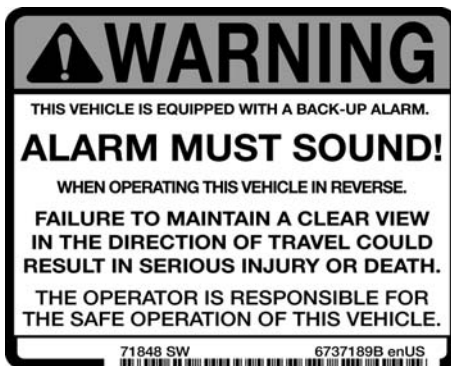 WARNING
THIS VEHICLE IS EQUIPPED WITH A BACK-UP ALARM.
ALARM MUST SOUND!
WHEN OPERATING THIS VEHICLE IN REVERSE.
FAILURE TO MAINTAIN A CLEAR VIEW
IN THE DIRECTION OF TRAVEL COULD
RESULT IN SERIOUS INJURY OR DEATH.
THE OPERATOR IS RESPONSIBLE FOR
THE SAFE OPERATION OF THIS VEHICLE.
71848 SW 6737189B enUS